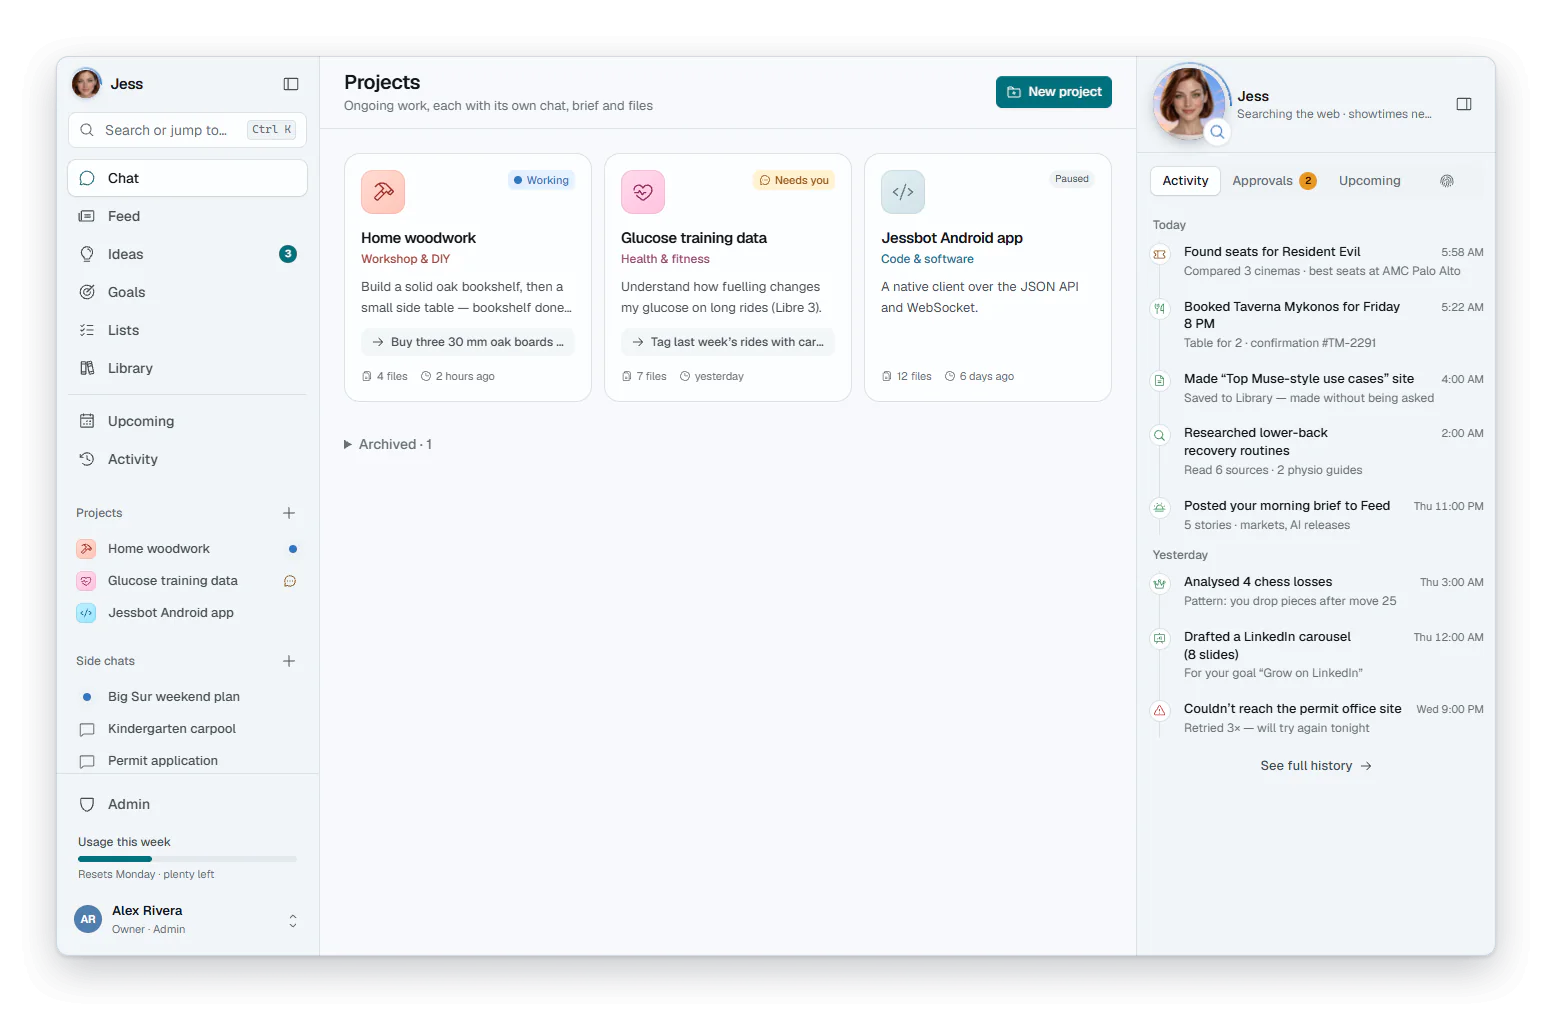 Jess
Search or jump to...
Ctrl K
Chat
Feed
Ideas
3
Goals
Lists
Library
Upcoming
Activity
Projects
Home woodwork
Glucose training data
Jessbot Android app
Side chats
Big Sur weekend plan
Kindergarten carpool
Permit application
Admin
Usage this week
Resets Monday · plenty left
AR
Alex Rivera
Owner · Admin
Projects
Ongoing work, each with its own chat, brief and files
New project
Working
Home woodwork
Workshop & DIY
Build a solid oak bookshelf, then a
small side table — bookshelf done...
→ Buy three 30 mm oak boards ...
4 files
2 hours ago
Needs you
Glucose training data
Health & fitness
Understand how fuelling changes
my glucose on long rides (Libre 3).
→ Tag last week’s rides with car...
7 files
yesterday
Paused
Jessbot Android app
Code & software
A native client over the JSON API
and WebSocket.
12 files
6 days ago
Archived · 1
Jess
Searching the web · showtimes ne...
Activity
Approvals
2
Upcoming
Today
Found seats for Resident Evil
5:58 AM
Compared 3 cinemas · best seats at AMC Palo Alto
Booked Taverna Mykonos for Friday
8 PM
5:22 AM
Table for 2 · confirmation #TM-2291
Made “Top Muse-style use cases” site
4:00 AM
Saved to Library — made without being asked
Researched lower-back
recovery routines
2:00 AM
Read 6 sources · 2 physio guides
Posted your morning brief to Feed
Thu 11:00 PM
5 stories · markets, AI releases
Yesterday
Analysed 4 chess losses
Thu 3:00 AM
Pattern: you drop pieces after move 25
Drafted a LinkedIn carousel
(8 slides)
Thu 12:00 AM
For your goal “Grow on LinkedIn”
Couldn’t reach the permit office site
Wed 9:00 PM
Retried 3× — will try again tonight
See full history →